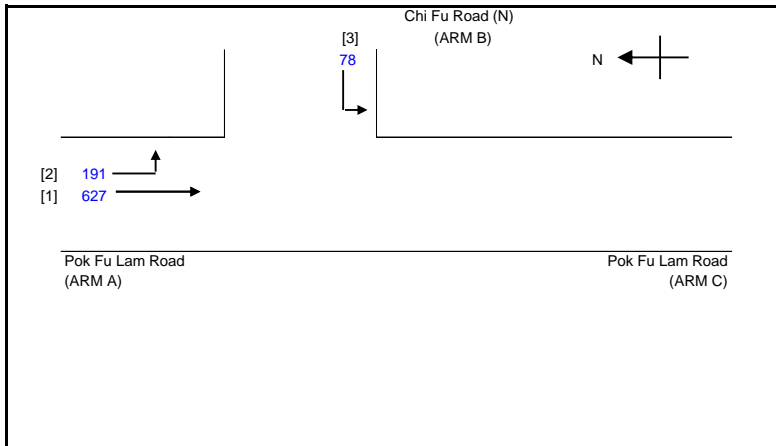 Chi Fu Road (N)
[3] (ARM B)
78 N
[2] 191
[1] 627
Pok Fu Lam Road Pok Fu Lam Road
(ARM A) (ARM C)